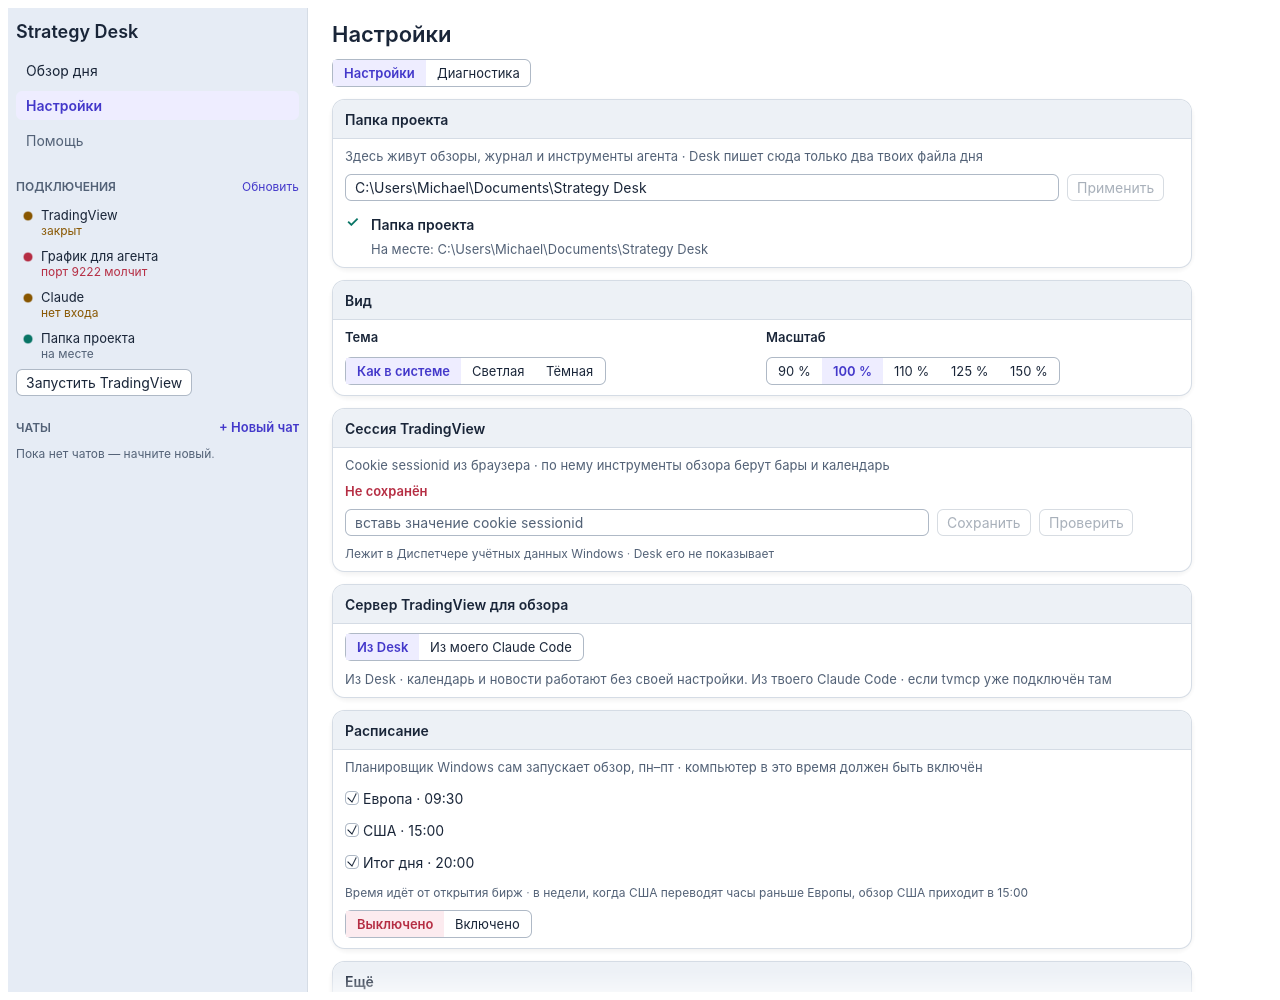 Strategy Desk
Обзор дня
Настройки
Помощь
ПОДКЛЮЧЕНИЯ
Обновить
TradingView
закрыт
График для агента
порт 9222 молчит
Claude
нет входа
Папка проекта
на месте
Запустить TradingView
ЧАТЫ
+ Новый чат
Пока нет чатов — начните новый.
Настройки
Настройки
Диагностика
Папка проекта
Здесь живут обзоры, журнал и инструменты агента · Desk пишет сюда только два твоих файла дня
C:\Users\Michael\Documents\Strategy Desk
Применить
Папка проекта
На месте: C:\Users\Michael\Documents\Strategy Desk
Вид
Тема
Масштаб
Как в системе
Светлая
Тёмная
90 %
100 %
110 %
125 %
150 %
Сессия TradingView
Cookie sessionid из браузера · по нему инструменты обзора берут бары и календарь
Не сохранён
вставь значение cookie sessionid
Сохранить
Проверить
Лежит в Диспетчере учётных данных Windows · Desk его не показывает
Сервер TradingView для обзора
Из Desk
Из моего Claude Code
Из Desk · календарь и новости работают без своей настройки. Из твоего Claude Code · если tvmcp уже подключён там
Расписание
Планировщик Windows сам запускает обзор, пн–пт · компьютер в это время должен быть включён
Европа · 09:30
США · 15:00
Итог дня · 20:00
Время идёт от открытия бирж · в недели, когда США переводят часы раньше Европы, обзор США приходит в 15:00
Выключено
Включено
Ещё